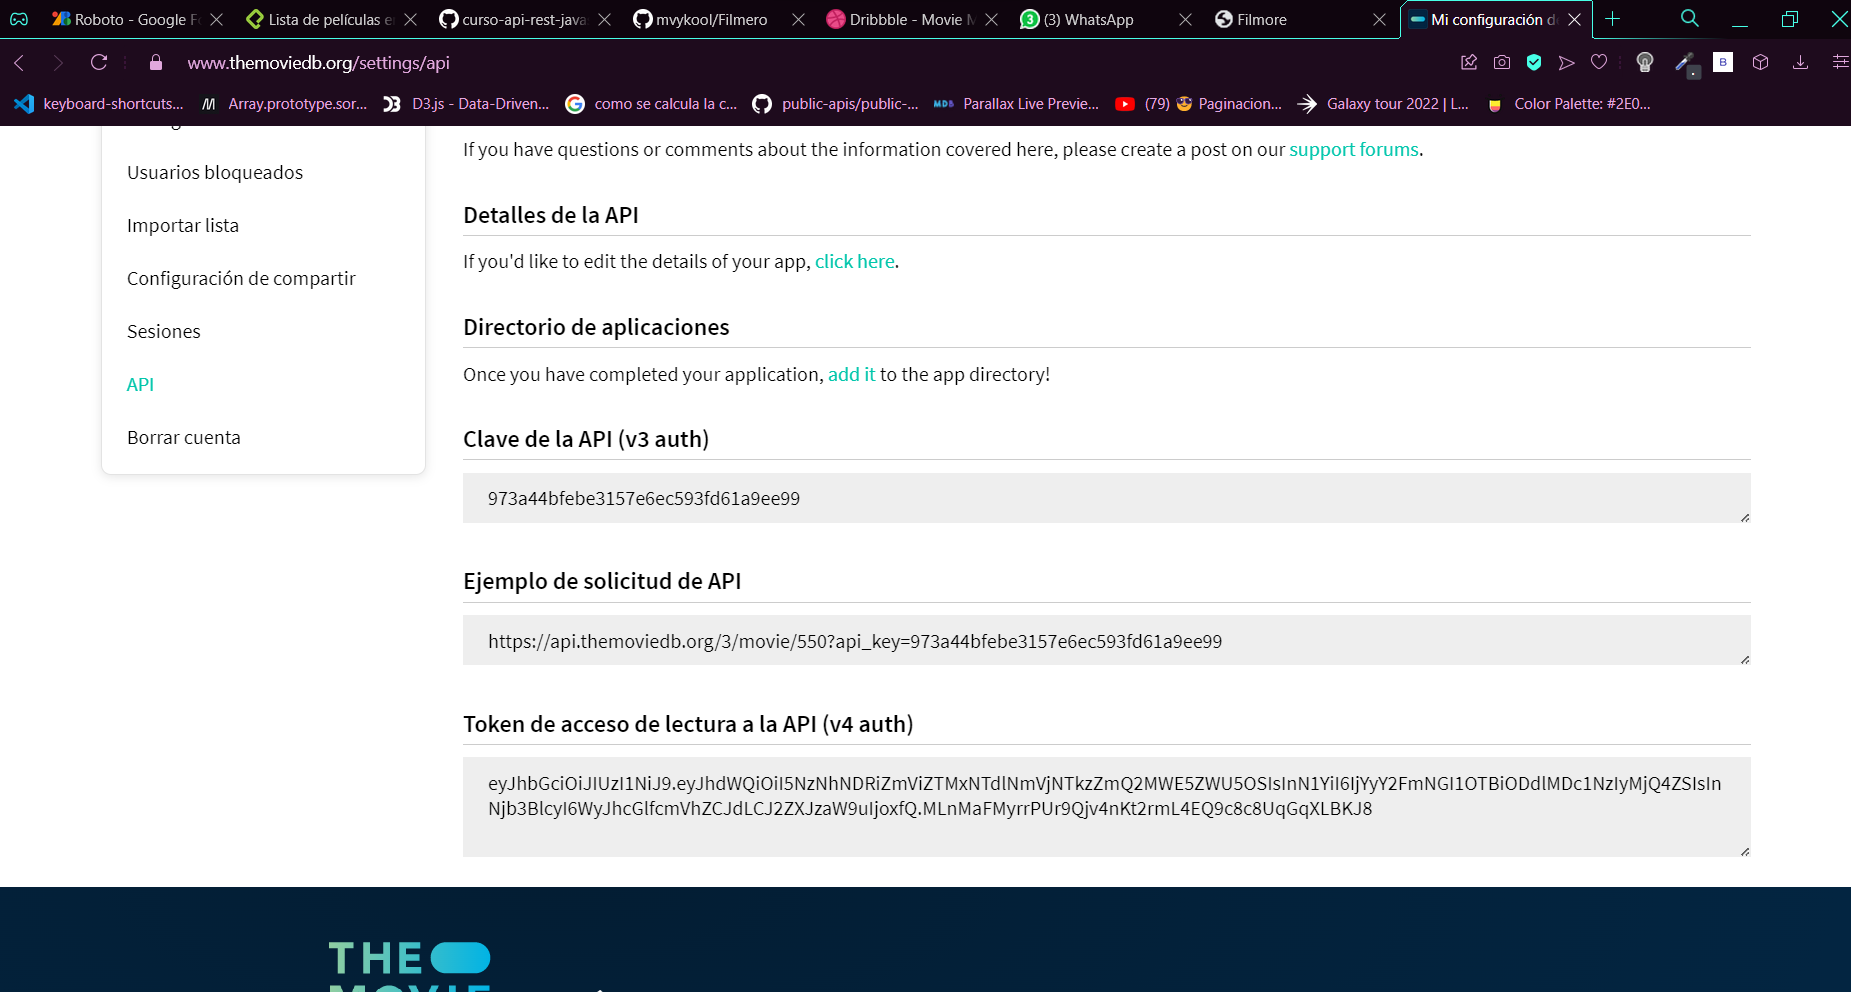 Roboto - Google Fo
Lista de películas e
curso-api-rest-java
mvykool/Filmero
Dribbble - Movie M
(3) WhatsApp
Filmore
Mi configuración de
www.themoviedb.org/settings/api
keyboard-shortcuts...
Array.prototype.sor...
D3.js - Data-Driven...
como se calcula la c...
public-apis/public-...
MDB
Parallax Live Previe...
(79) Paginacion...
Galaxy tour 2022 | L...
Color Palette: #2E0...
If you have questions or comments about the information covered here, please create a post on our support forums.
Usuarios bloqueados
Importar lista
Configuración de compartir
Sesiones
API
Borrar cuenta
Detalles de la API
If you'd like to edit the details of your app, click here.
Directorio de aplicaciones
Once you have completed your application, add it to the app directory!
Clave de la API (v3 auth)
973a44bfebe3157e6ec593fd61a9ee99
Ejemplo de solicitud de API
https://api.themoviedb.org/3/movie/550?api_key=973a44bfebe3157e6ec593fd61a9ee99
Token de acceso de lectura a la API (v4 auth)
eyJhbGciOiJIUzI1NiJ9.eyJhdWQiOiI5NzNhNDRiZmViZTMxNTdlNmVjNTkzZmQ2MWE5ZWU5OSIsInN1YiI6IjYyY2FmNGI1OTBiODdlMDc1NzIyMjQ4ZSIsIn
Njb3BlcyI6WyJhcGlfcmVhZCJdLCJ2ZXJzaW9uIjoxfQ.MLnMaFMyrrPUr9Qjv4nKt2rmL4EQ9c8c8UqGqXLBKJ8
THE
MOVIE